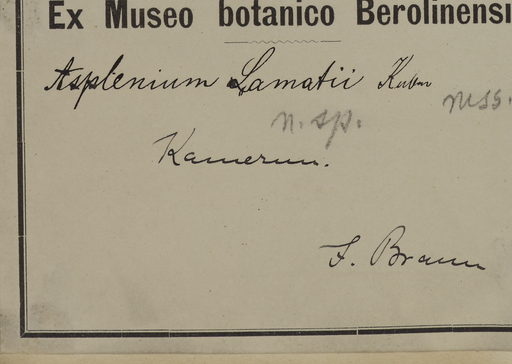 Ex Museo botanico Berolinensi
Asplenium Lamatii Kuhn mss.
n. sp.
Kamerun.
J. Braun